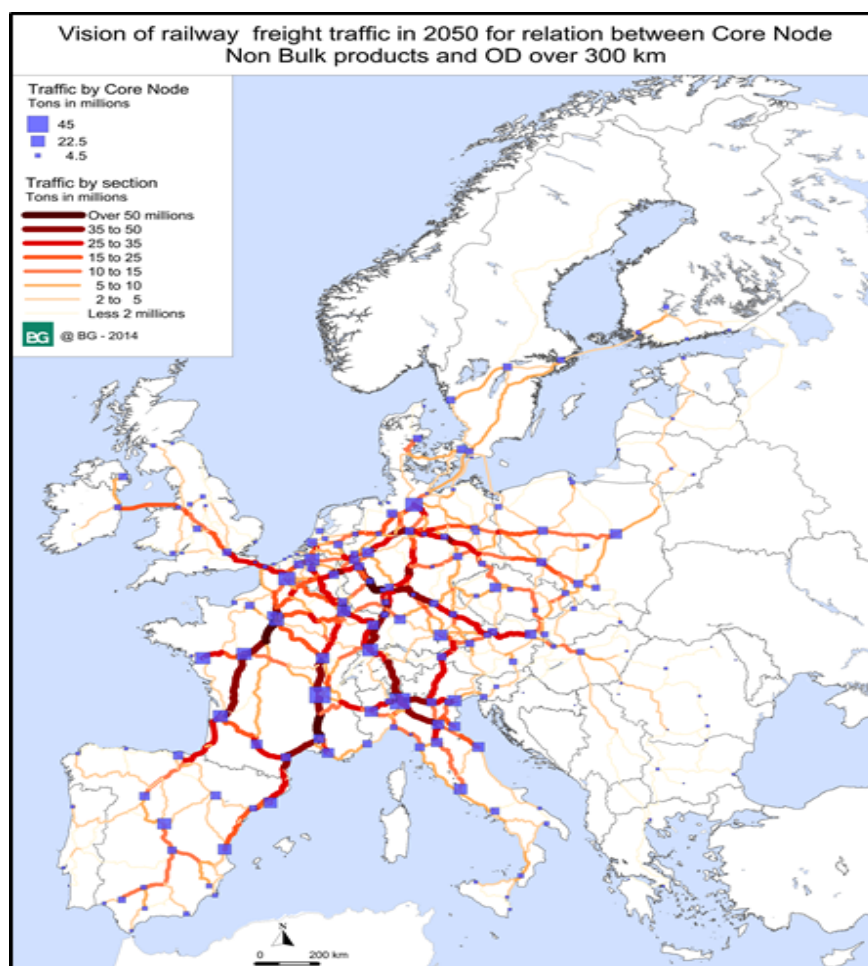 Vision of railway freight traffic in 2050 for relation between Core Node
Non Bulk products and OD over 300 km
Traffic by Core Node
Tons in millions
45
22.5
4.5
Traffic by section
Tons in millions
Over 50 millions
35 to 50
25 to 35
15 to 25
10 to 15
5 to 10
2 to 5
Less 2 millions
BG @ BG - 2014
N
0 200 km